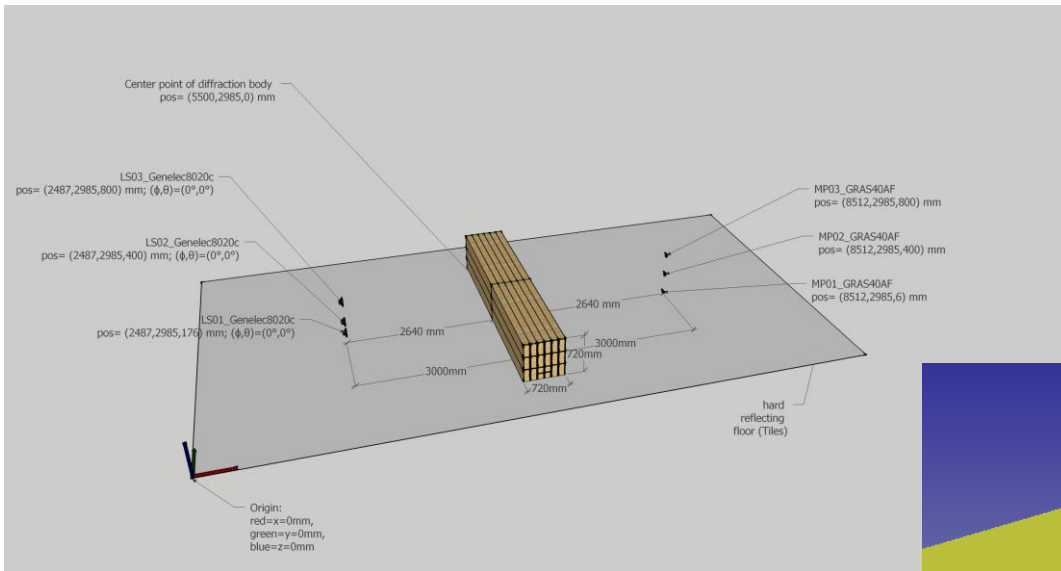 Center point of diffraction body
pos= (5500,2985,0) mm
LS03_Genelec8020c
pos= (2487,2985,800) mm; (ϕ,θ)=(0°,0°)
LS02_Genelec8020c
pos= (2487,2985,400) mm; (ϕ,θ)=(0°,0°)
LS01_Genelec8020c
pos= (2487,2985,176) mm; (ϕ,θ)=(0°,0°)
MP03_GRAS40AF
pos= (8512,2985,800) mm
MP02_GRAS40AF
pos= (8512,2985,400) mm
MP01_GRAS40AF
pos= (8512,2985,6) mm
2640 mm
2640 mm
3000mm
3000mm
720mm
720mm
hard
reflecting
floor (Tiles)
Origin:
red=x=0mm,
green=y=0mm,
blue=z=0mm